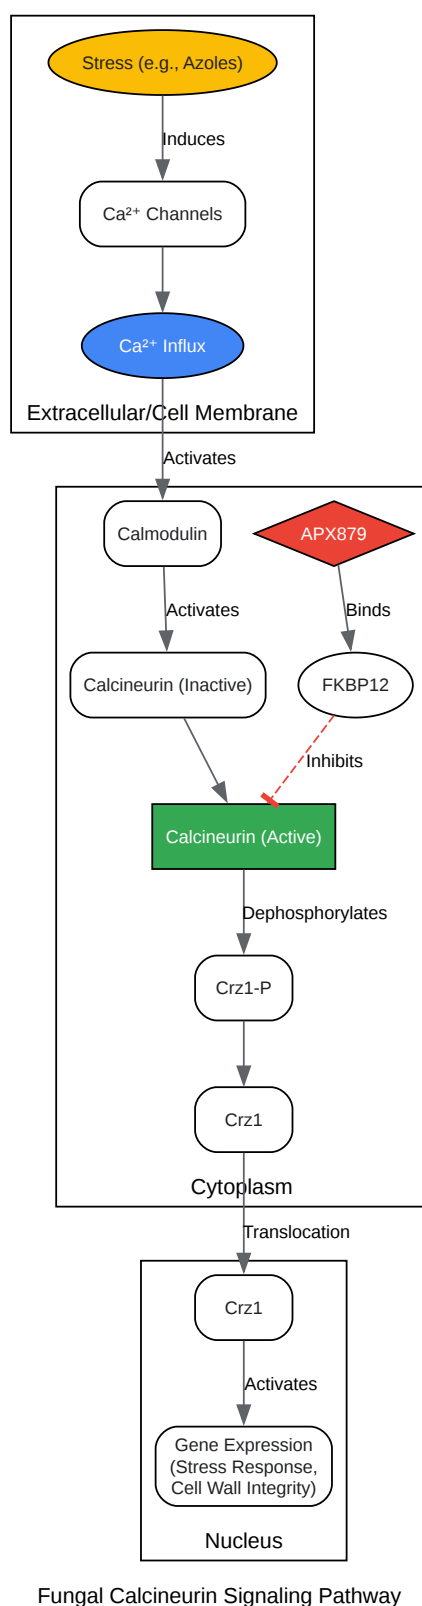 Stress (e.g., Azoles)
Induces
Ca²⁺ Channels
Ca²⁺ Influx
Extracellular/Cell Membrane
Activates
Calmodulin
APX879
Activates
Binds
Calcineurin (Inactive)
FKBP12
Inhibits
Calcineurin (Active)
Dephosphorylates
Crz1-P
Crz1
Cytoplasm
Translocation
Crz1
Activates
Gene Expression
(Stress Response,
Cell Wall Integrity)
Nucleus
Fungal Calcineurin Signaling Pathway